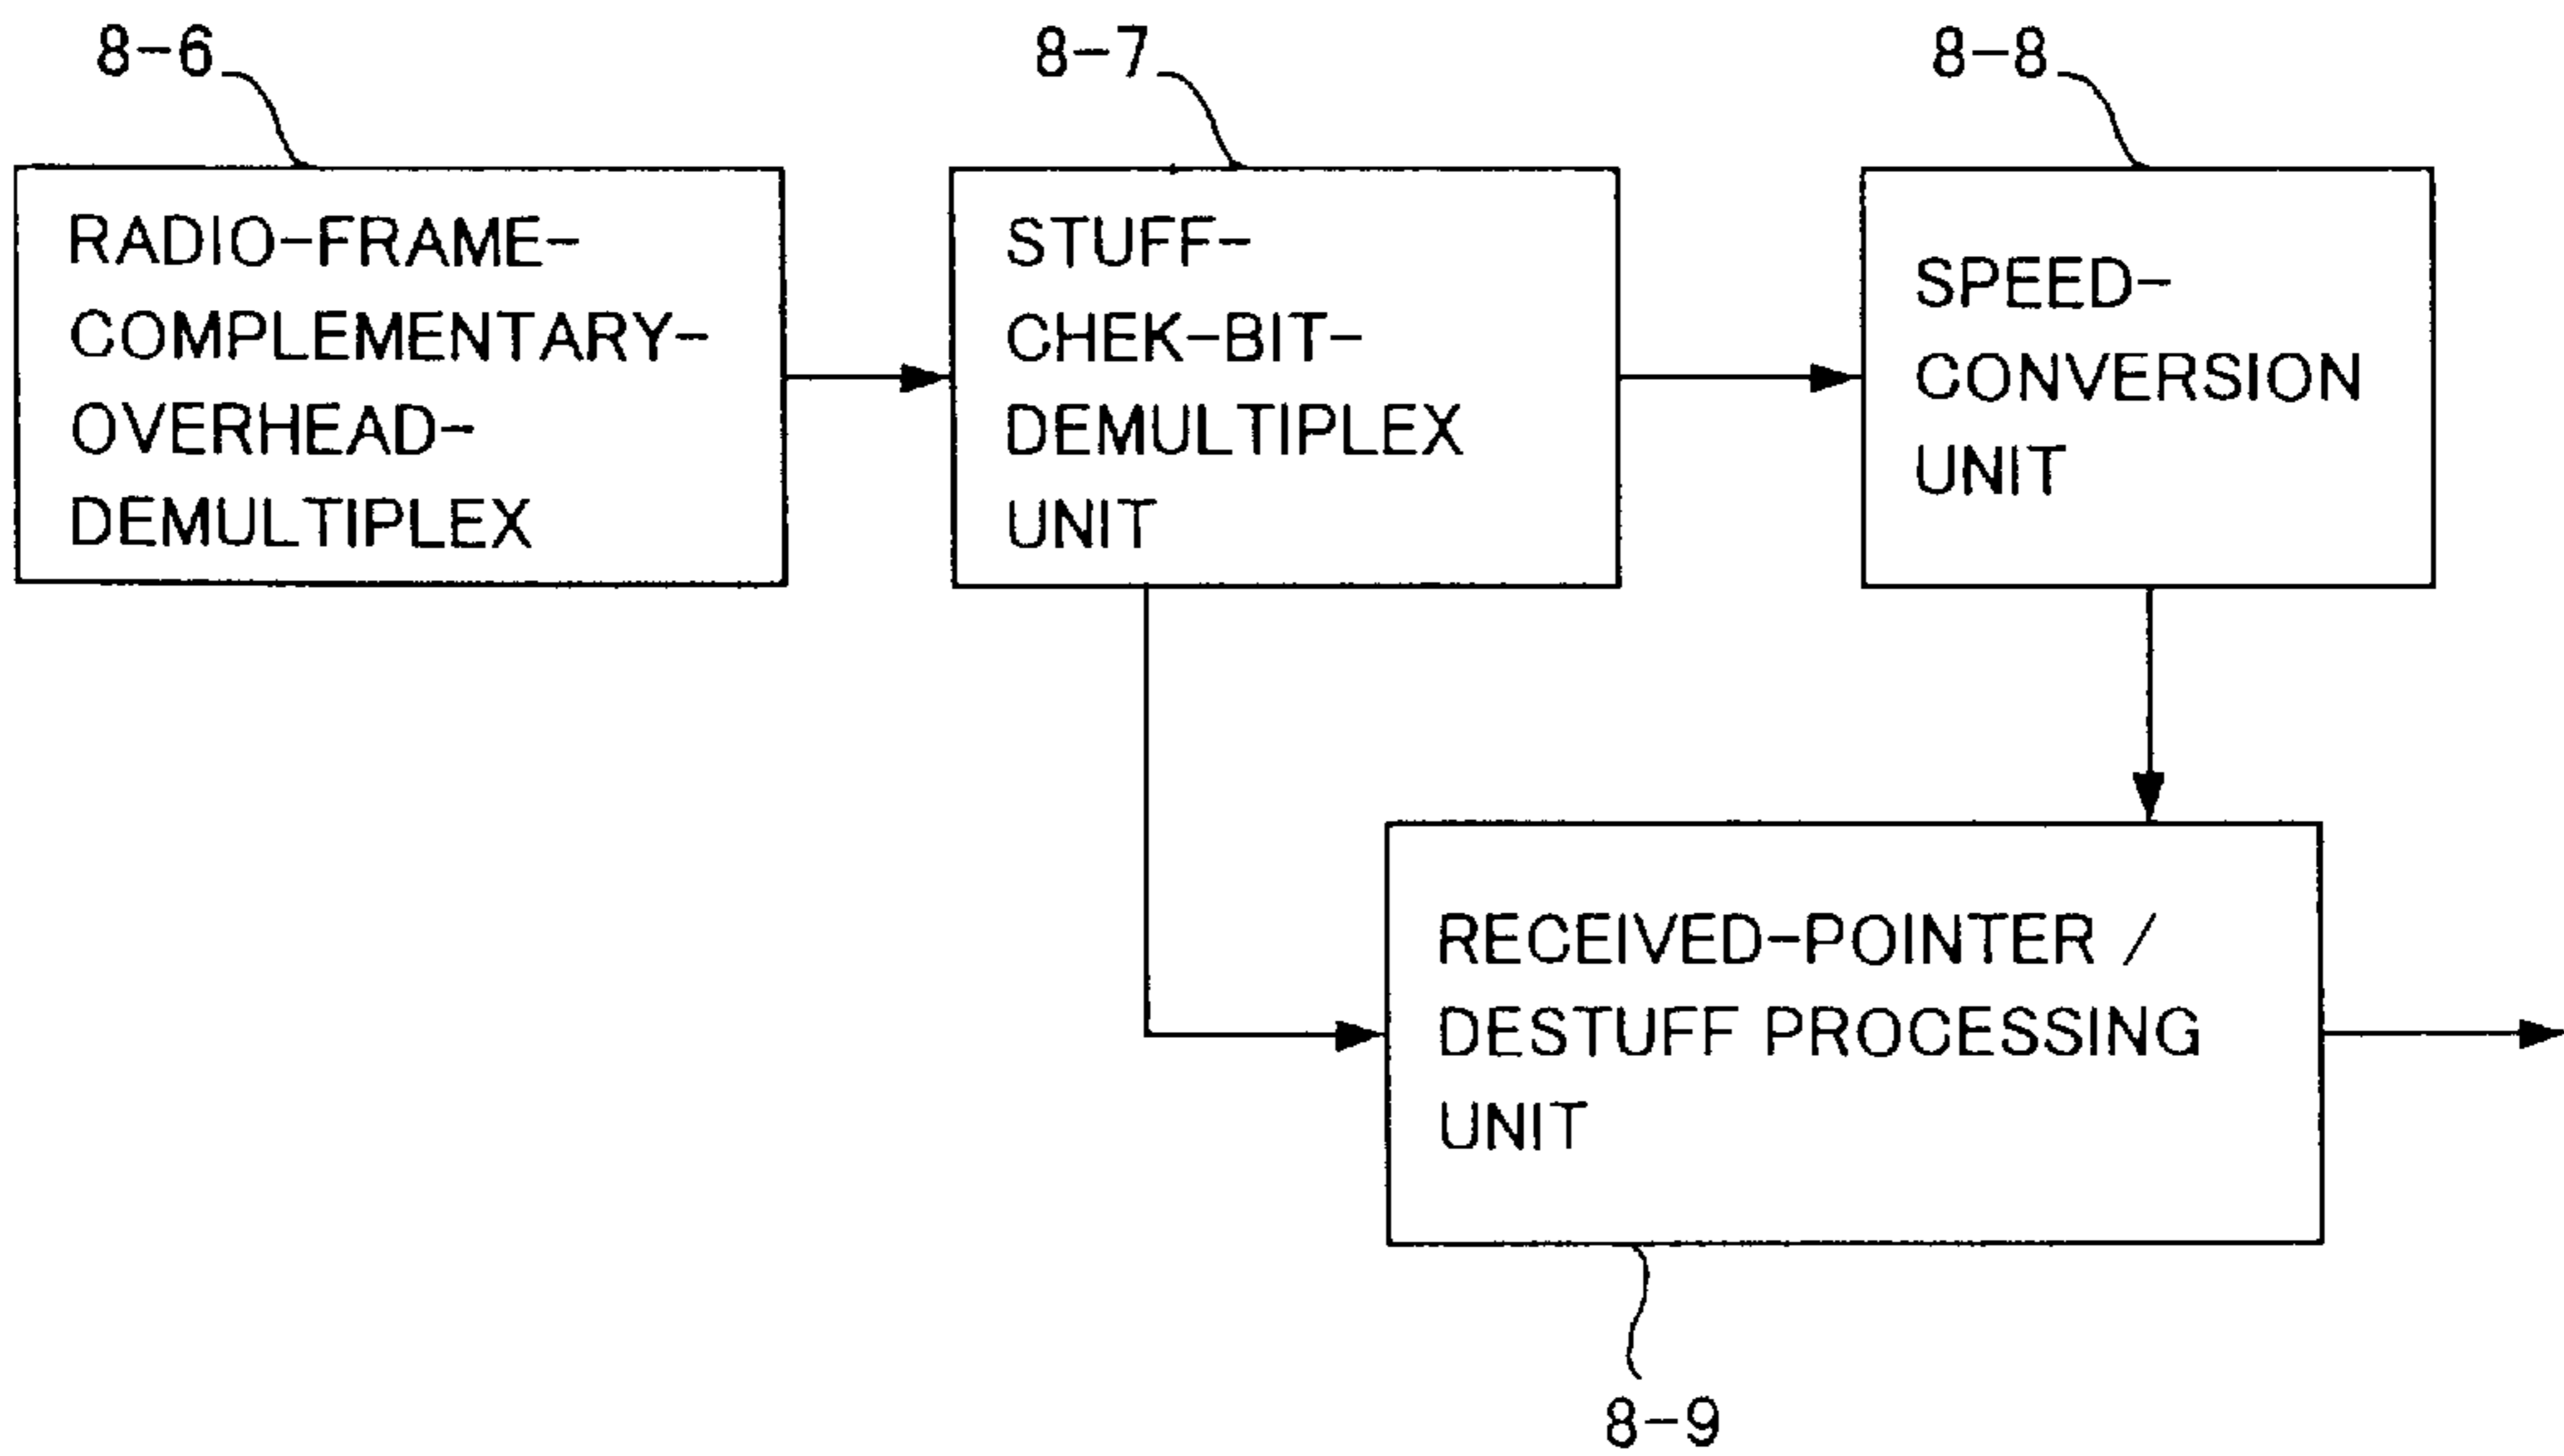 8-6
8-7
8-8
RADIO-FRAME-
COMPLEMENTARY-
OVERHEAD-
DEMULTIPLEX
STUFF-
CHEK-BIT-
DEMULTIPLEX
UNIT
SPEED-
CONVERSION
UNIT
RECEIVED-POINTER /
DESTUFF PROCESSING
UNIT
8-9